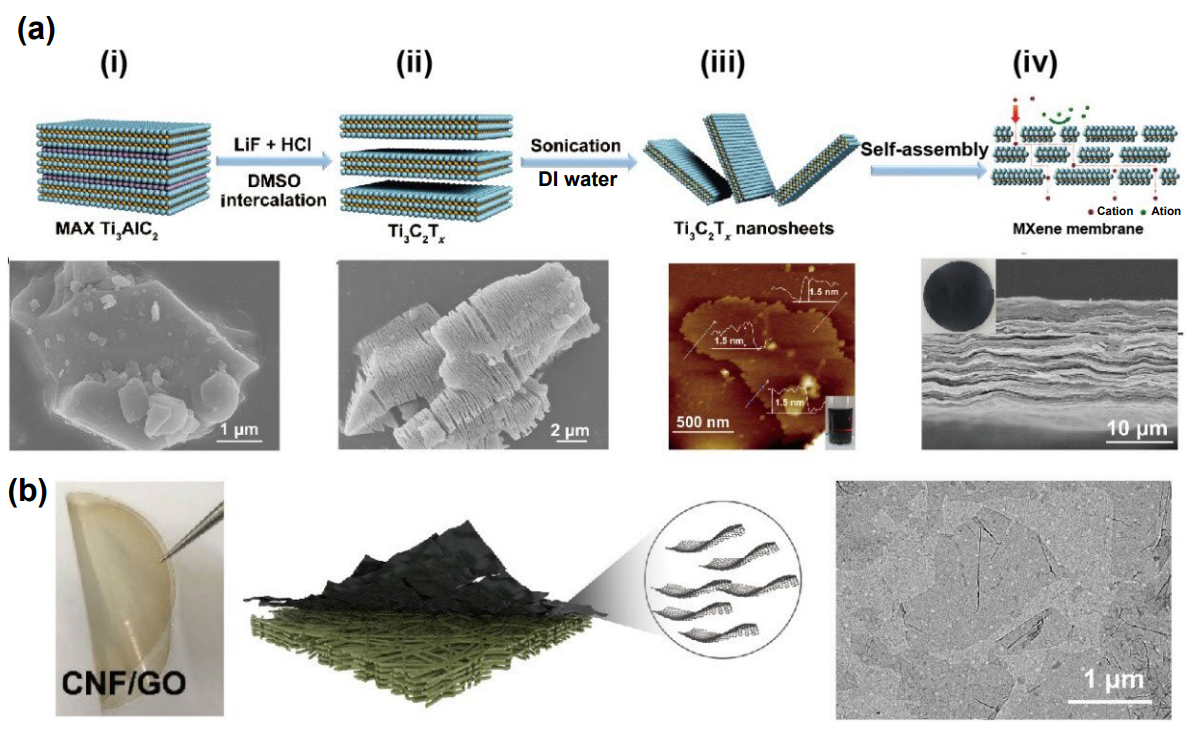 (a)
(i)
(ii)
(iii)
(iv)
LiF + HCl
DMSO
intercalation
Sonication
DI water
Self-assembly
Cation
Ation
MAX Ti₃AlC₂
Ti₃C₂Tₓ
Ti₃C₂Tₓ nanosheets
MXene membrane
1 µm
2 µm
1.5 nm
1.5 nm
1.5 nm
500 nm
10 µm
(b)
CNF/GO
1 µm